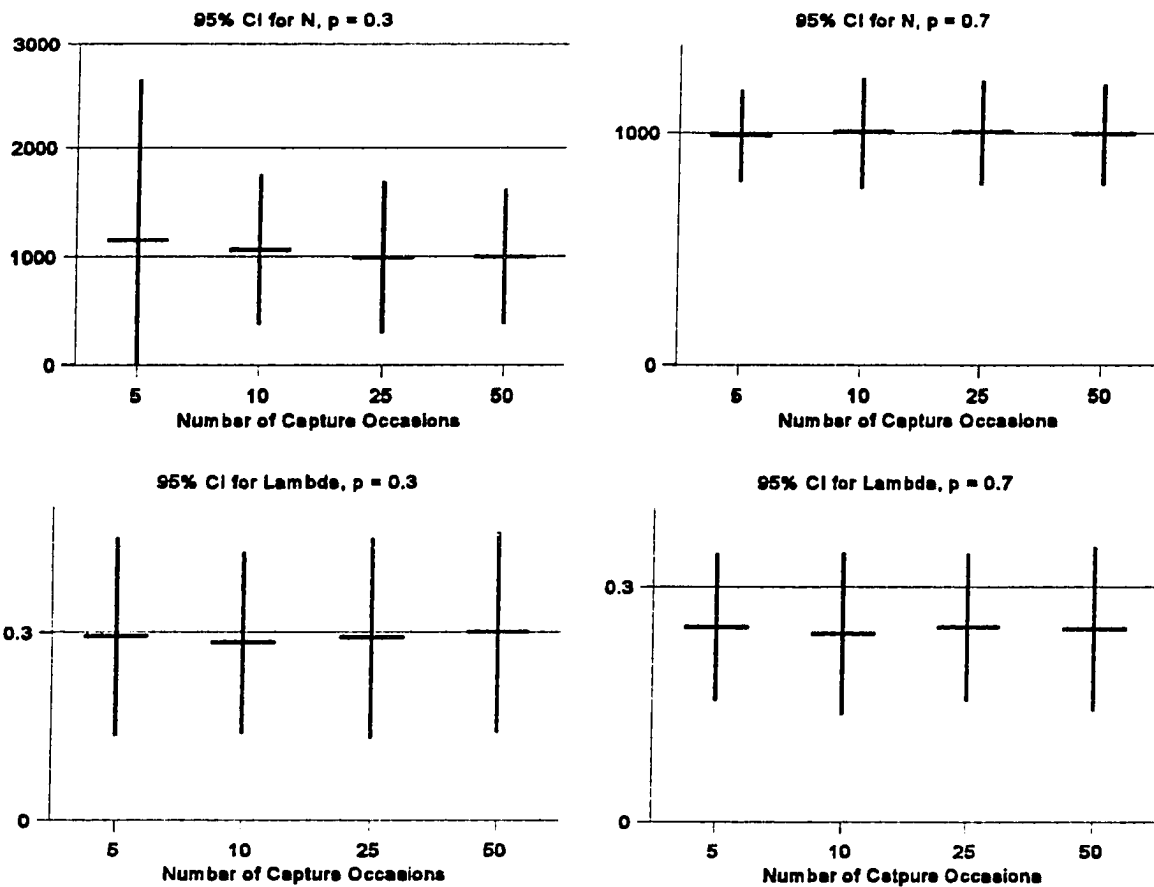 95% CI for N, p = 0.3
3000
2000
1000
0
5 10 25 50
Number of Capture Occasions
95% CI for N, p = 0.7
1000
0
5 10 25 50
Number of Capture Occasions
95% CI for Lambda, p = 0.3
0.3
0
5 10 25 50
Number of Capture Occasions
95% CI for Lambda, p = 0.7
0.3
0
5 10 25 50
Number of Catpure Occasions